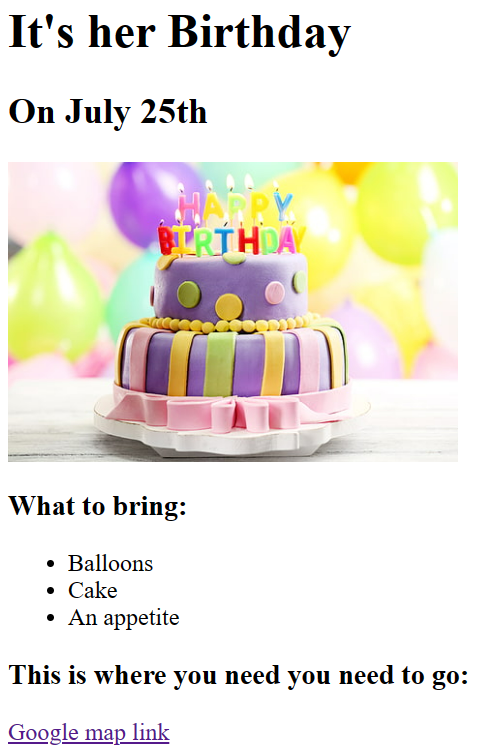 It's her Birthday
On July 25th
HAPPY
BIRTHDAY
What to bring:
Balloons
Cake
An appetite
This is where you need you need to go:
Google map link